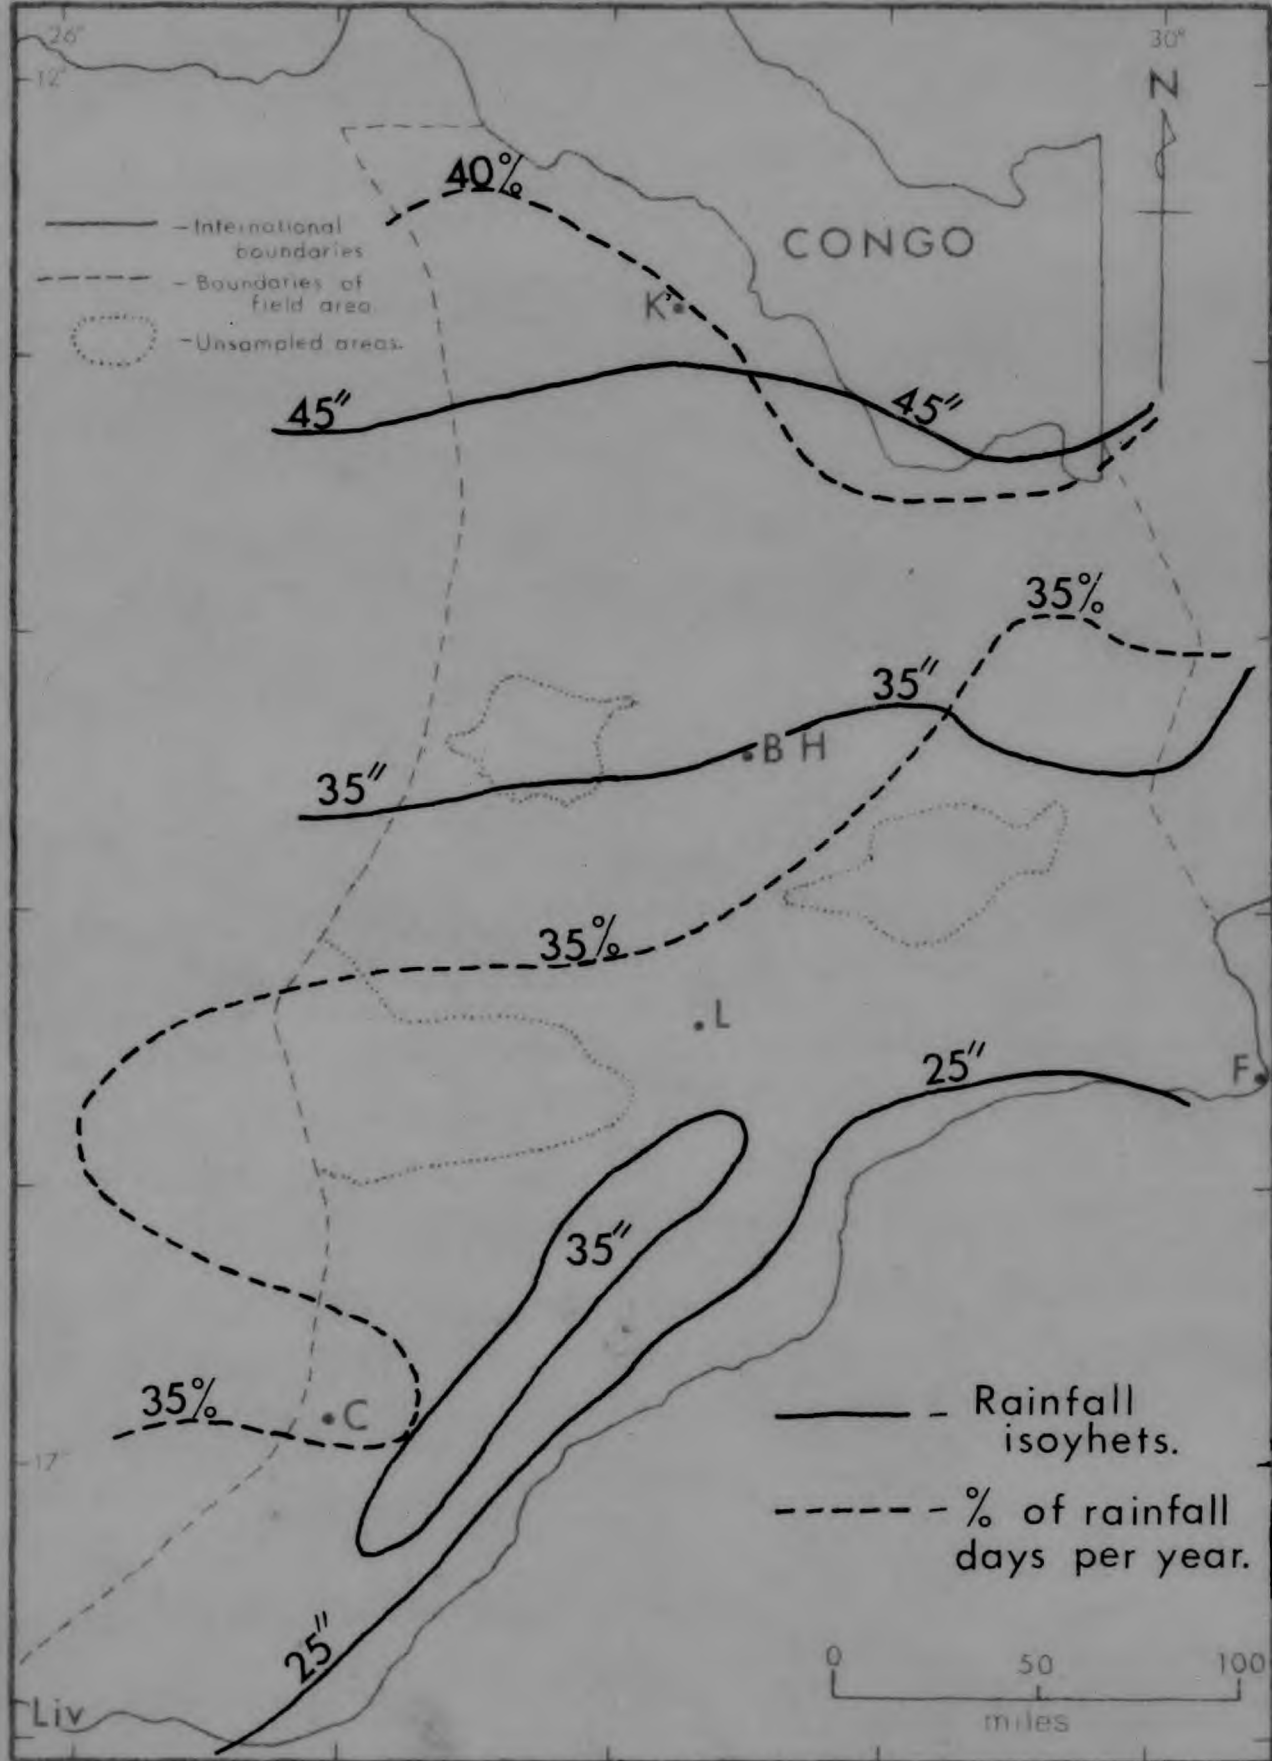 26°
30°
12°
N
40%
— International
boundaries
CONGO
— Boundaries of
field area.
K
— Unsampled areas.
45"
45"
35%
35"
B H
35"
35%
L
25"
F
35"
35%
C
— Rainfall
isoyhets.
17°
— % of rainfall
days per year.
25"
0 50 100
miles
Liv